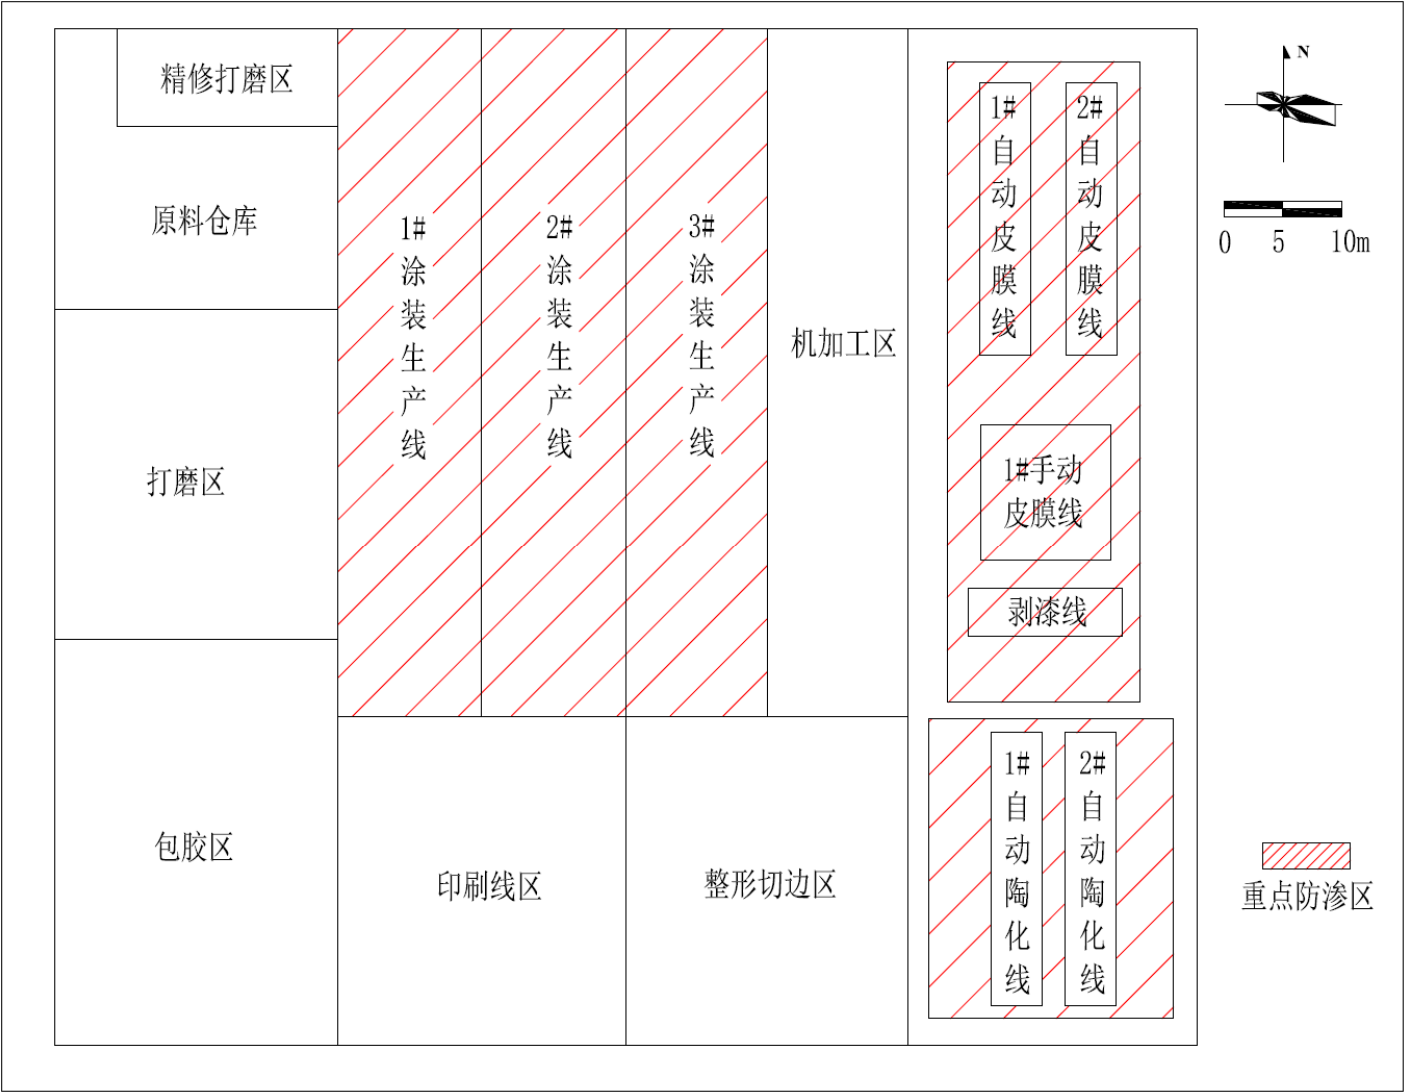 精修打磨区
原料仓库
打磨区
包胶区
1#涂装生产线
2#涂装生产线
3#涂装生产线
机加工区
印刷线区
整形切边区
1#自动皮膜线
2#自动皮膜线
1#手动
皮膜线
剥漆线
1#自动陶化线
2#自动陶化线
N
0 5 10m
重点防渗区